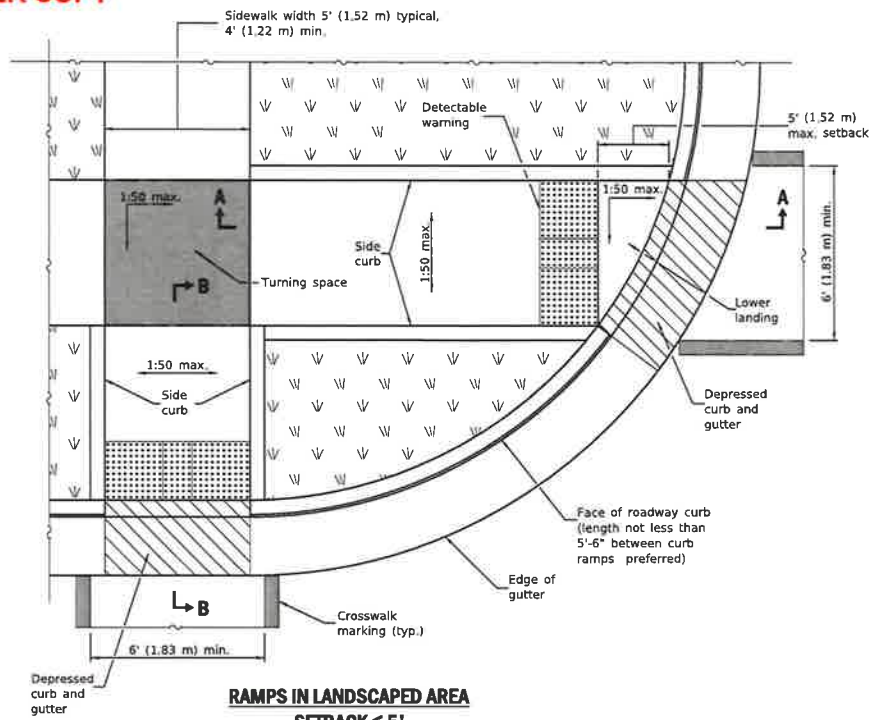 Sidewalk width 5' (1.52 m) typical,
4' (1.22 m) min.
Detectable
warning
5' (1.52 m)
max. setback
1:50 max.
A
1:50 max.
A
Side
curb
1:50 max.
6' (1.83 m) min.
B
Turning space
Lower
landing
1:50 max.
Side
curb
Depressed
curb and
gutter
Face of roadway curb
(length not less than
5'-6" between curb
ramps preferred)
Edge of
gutter
B
Crosswalk
marking (typ.)
6' (1.83 m) min.
Depressed
curb and
gutter
RAMPS IN LANDSCAPED AREA